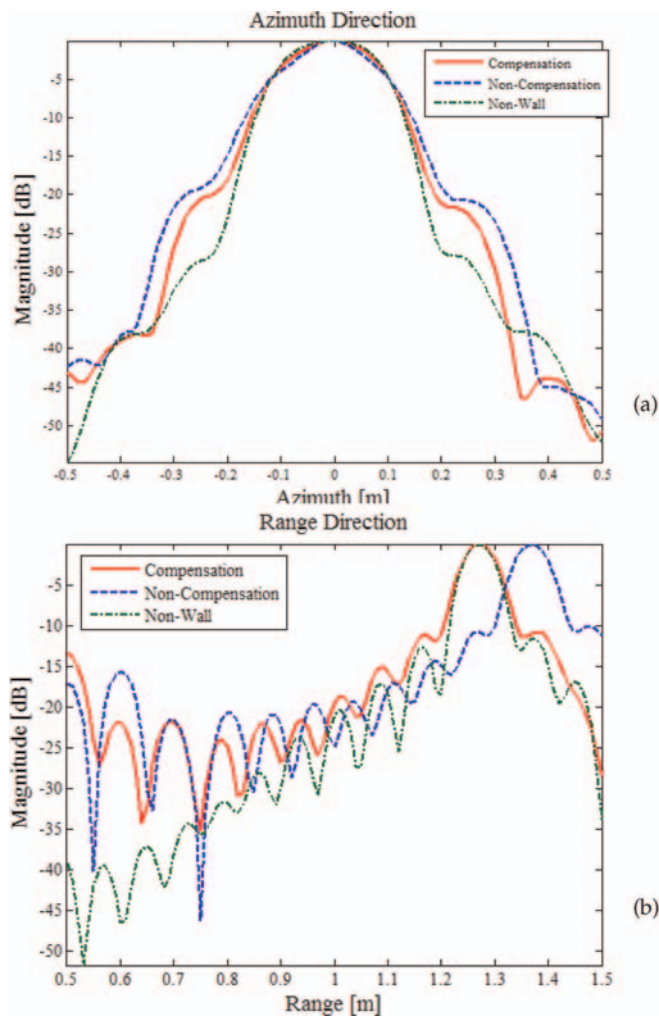 Azimuth Direction
Compensation
Non-Compensation
Non-Wall
-5
-10
-15
-20
-25
-30
-35
-40
-45
-50
Magnitude [dB]
-0.5 -0.4 -0.3 -0.2 -0.1 0 0.1 0.2 0.3 0.4 0.5
Azimuth [m]
(a)
Range Direction
Compensation
Non-Compensation
Non-Wall
-5
-10
-15
-20
-25
-30
-35
-40
-45
-50
Magnitude [dB]
0.5 0.6 0.7 0.8 0.9 1 1.1 1.2 1.3 1.4 1.5
Range [m]
(b)